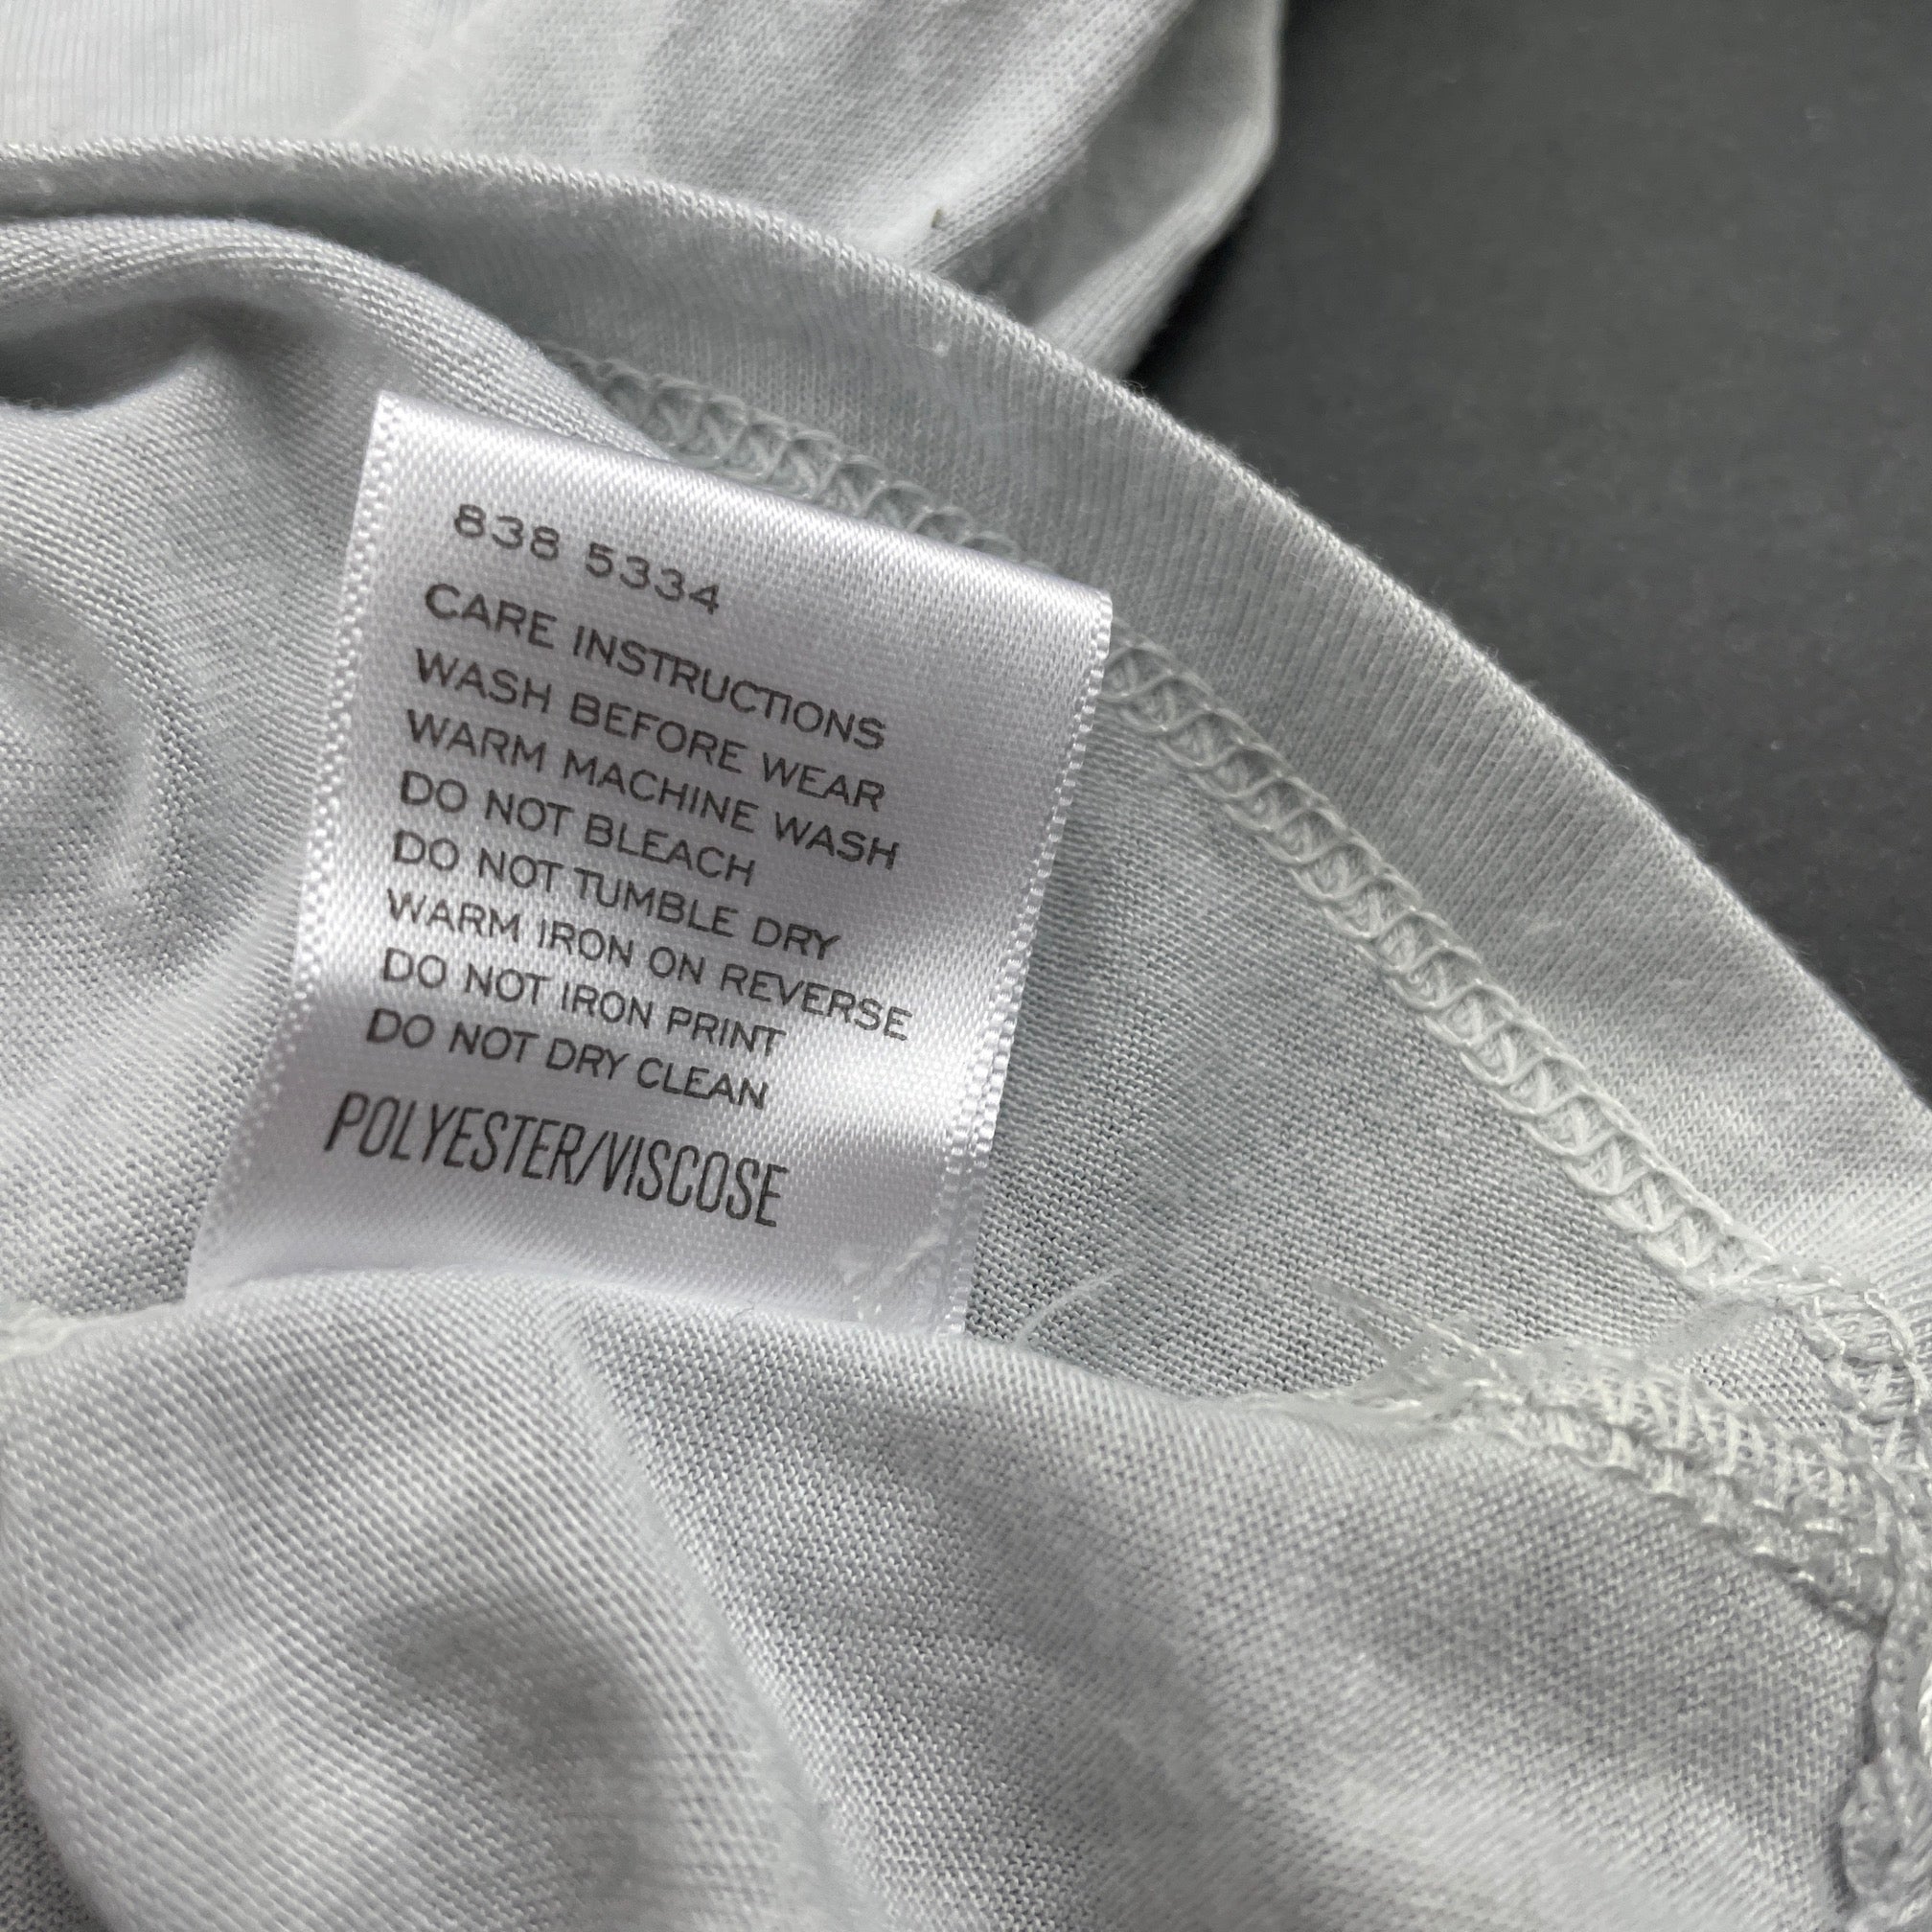 838 5334
CARE INSTRUCTIONS
WASH BEFORE WEAR
WARM MACHINE WASH
DO NOT BLEACH
DO NOT TUMBLE DRY
WARM IRON ON REVERSE
DO NOT IRON PRINT
DO NOT DRY CLEAN
POLYESTER/VISCOSE